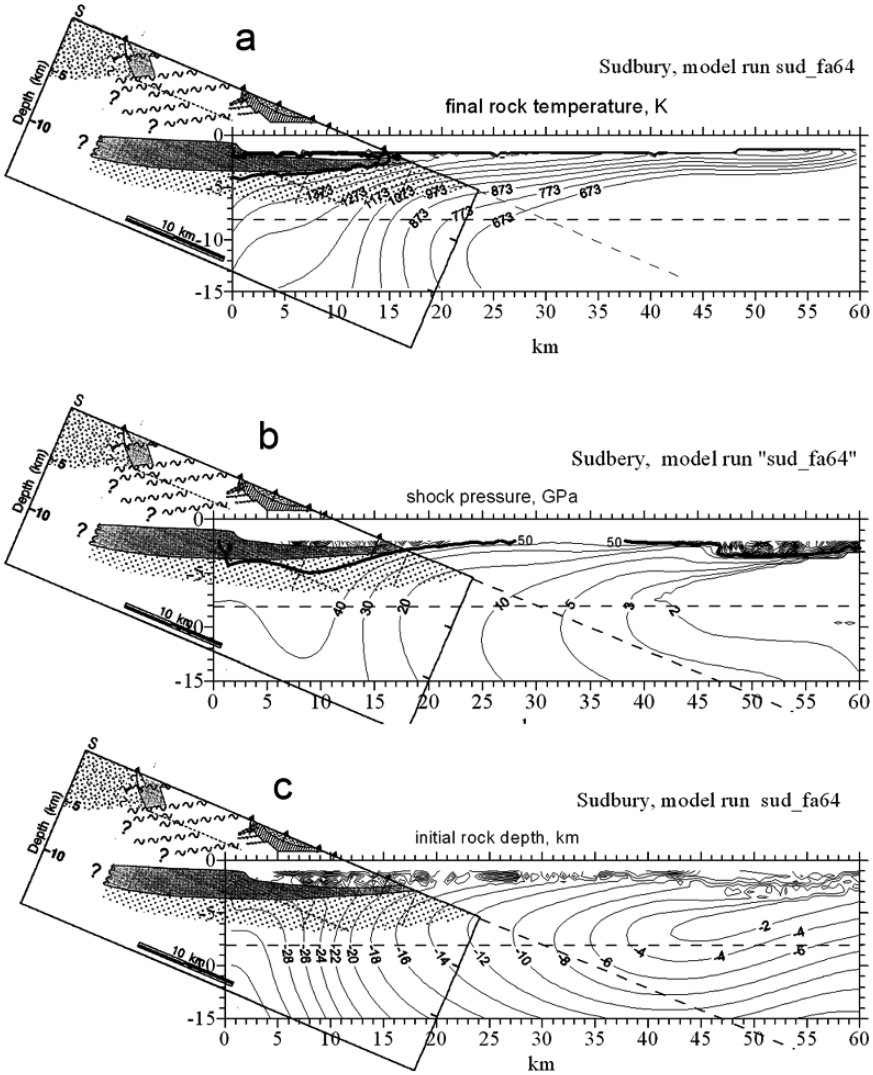 S
a
Sudbury, model run sud_fa64
Depth (km)
5
10
?
?
?
final rock temperature, K
0
-5
-10
-15
1373 1273 1173 1073 973 873 773 673
873 773 673
10 km
0 5 10 15 20 25 30 35 40 45 50 55 60
km
S
b
Sudbery, model run "sud_fa64"
Depth (km)
5
10
?
?
?
shock pressure, GPa
0
50 50
-5
40 30 20 10 5 3 2
10 km
0
-15
0 10 20 30 40 50 60
S
c
Sudbury, model run sud_fa64
Depth (km)
5
10
?
?
?
initial rock depth, km
0
-5
-2 -4
-28 -26 -24 -22 -20 -18 -16 -14 -12 -10 -8 -6 -4 -4 -6
10 km
0
-15
0 5 10 15 20 25 30 35 40 45 50 55 60
km